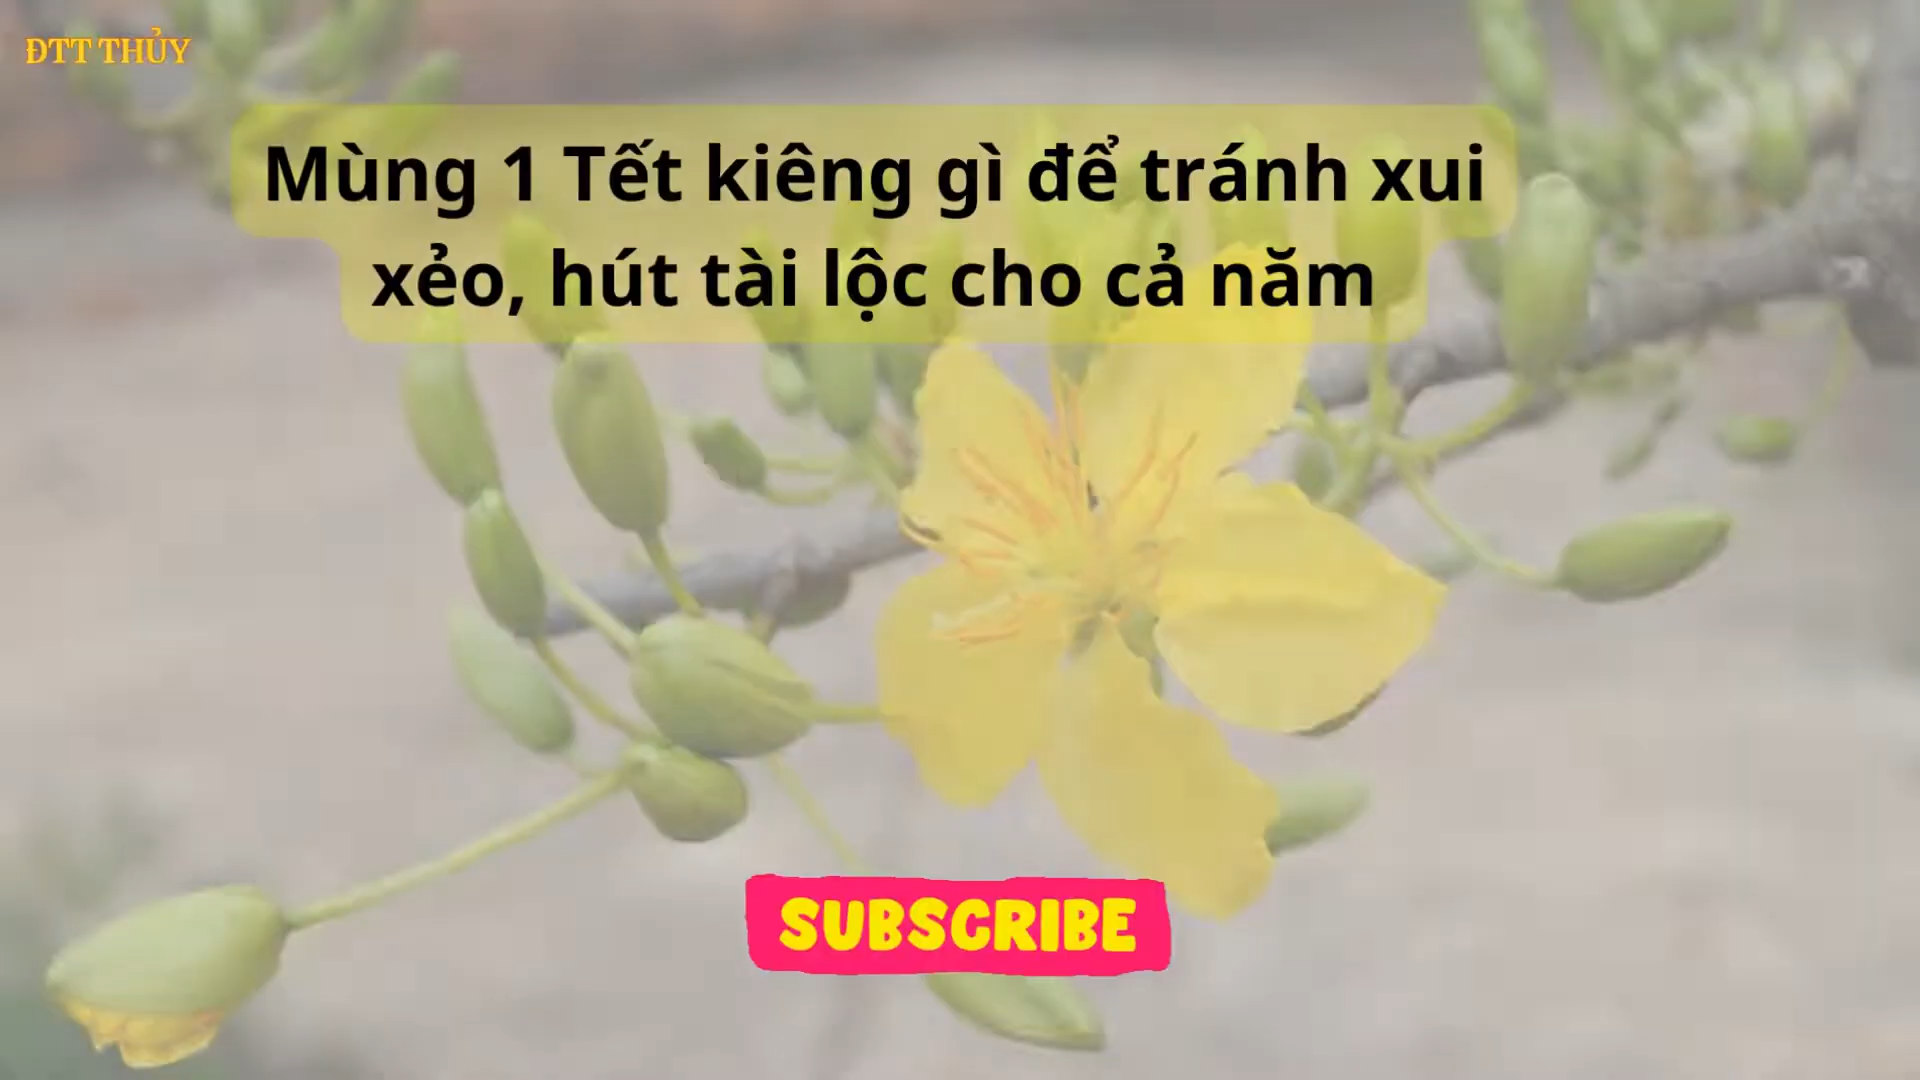 ĐTT THỦY
Mùng 1 Tết kiêng gì để tránh xui
xẻo, hút tài lộc cho cả năm
SUBSCRIBE